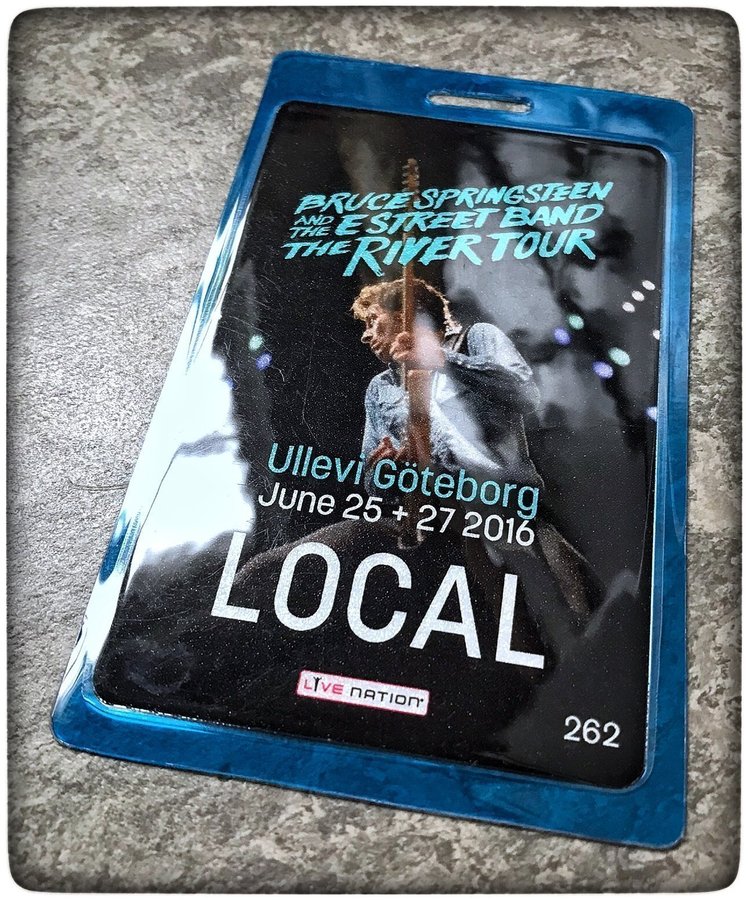 BRUCE SPRINGSTEEN
AND THE E STREET BAND
THE RIVER TOUR
Ullevi Göteborg
June 25 + 27 2016
LOCAL
LIVE NATION
262